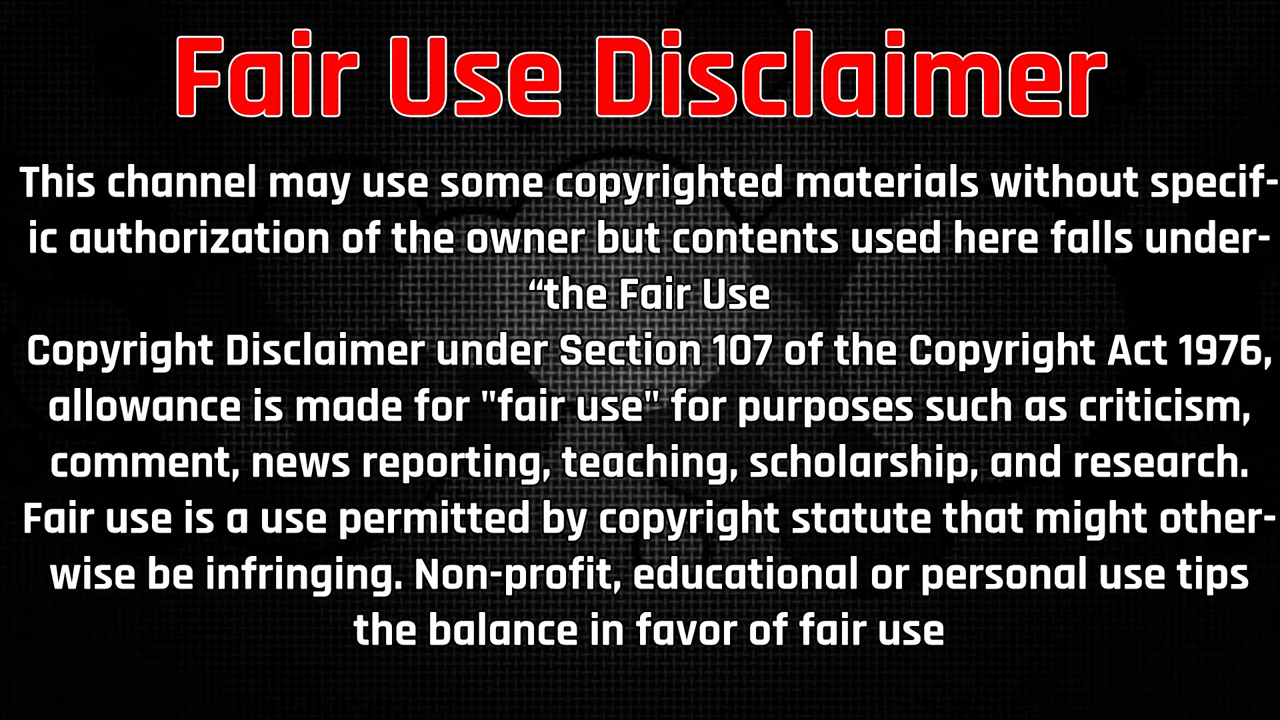 Fair Use Disclaimer
This channel may use some copyrighted materials without specif-
ic authorization of the owner but contents used here falls under-
“the Fair Use
Copyright Disclaimer under Section 107 of the Copyright Act 1976,
allowance is made for "fair use" for purposes such as criticism,
comment, news reporting, teaching, scholarship, and research.
Fair use is a use permitted by copyright statute that might other-
wise be infringing. Non-profit, educational or personal use tips
the balance in favor of fair use